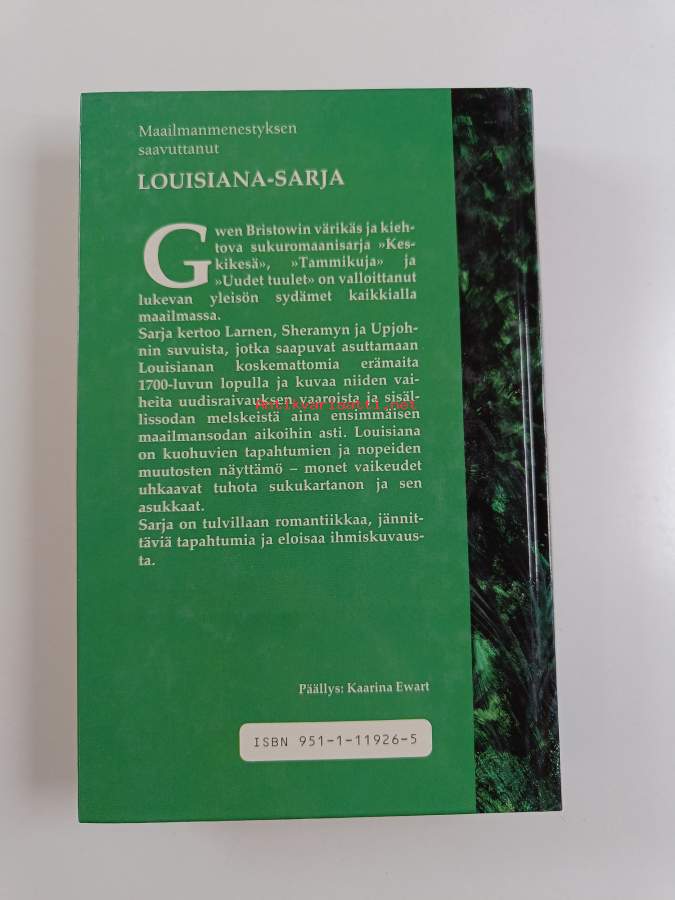 Maailmanmenestyksen
saavuttanut
LOUISIANA-SARJA
Gwen Bristowin värikäs ja kieh-
tova sukuromaanisarja »Kes-
kikesä», »Tammikuja» ja
»Uudet tuulet» on valloittanut
lukevan yleisön sydämet kaikkialla
maailmassa.
Sarja kertoo Larnen, Sheramyn ja Upjoh-
nin suvuista, jotka saapuvat asuttamaan
Louisianan koskemattomia erämaita
1700-luvun lopulla ja kuvaa niiden vai-
heita uudisraivauksen vaaroista ja sisäl-
Antikvariaatti.net
lissodan melskeistä aina ensimmäisen
maailmansodan aikoihin asti. Louisiana
on kuohuvien tapahtumien ja nopeiden
muutosten näyttämö – monet vaikeudet
uhkaavat tuhota sukukartanon ja sen
asukkaat.
Sarja on tulvillaan romantiikkaa, jännit-
täviä tapahtumia ja eloisaa ihmiskuvaus-
ta.
Päällys: Kaarina Ewart
ISBN 951-1-11926-5